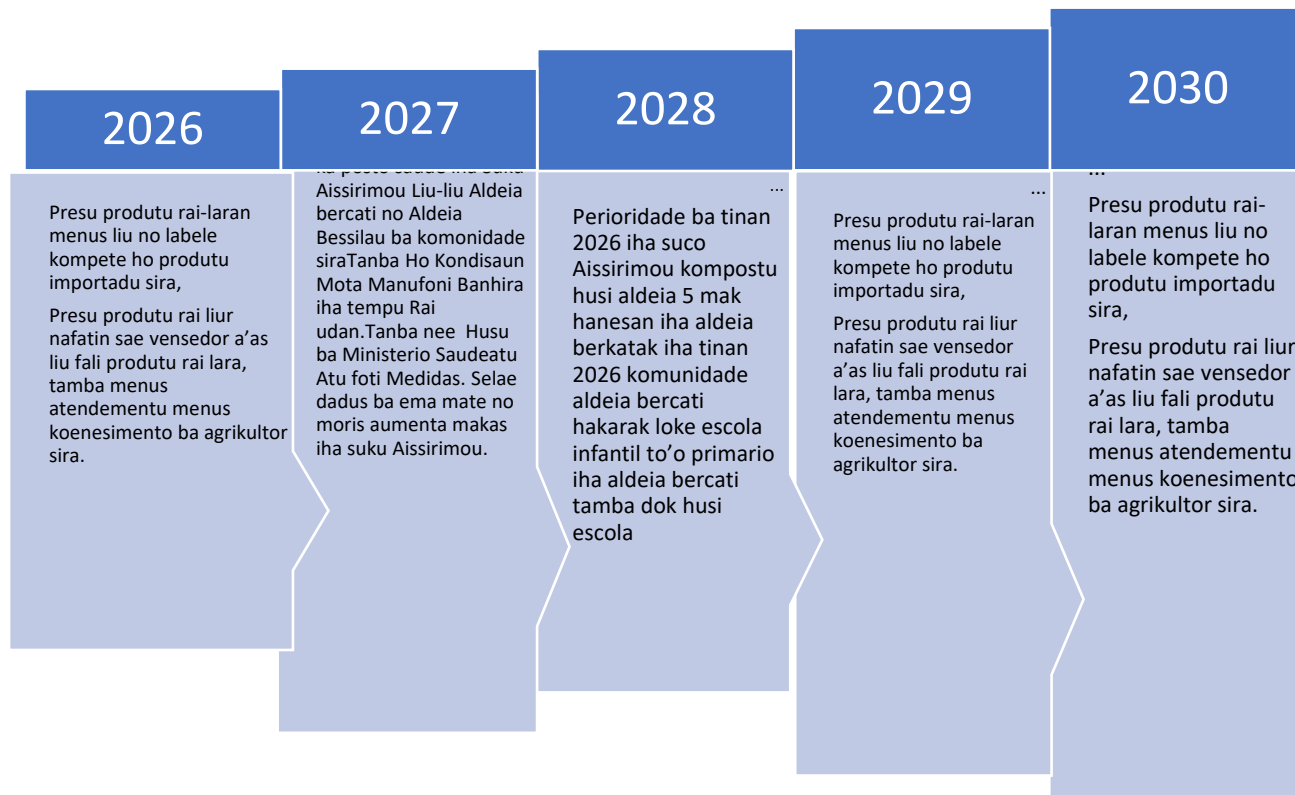 2026
Presu produtu rai-laran
menus liu no labele
kompete ho produtu
importadu sira,
Presu produtu rai liur
nafatin sae vensedor a’as
liu fali produtu rai lara,
tamba menus
atendementu menus
koenesimento ba agrikultor
sira.
2027
Aissirimou Liu-liu Aldeia
bercati no Aldeia
Bessilau ba komonidade
siraTanba Ho Kondisaun
Mota Manufoni Banhira
iha tempu Rai
udan.Tanba nee Husu
ba Ministerio Saudeatu
Atu foti Medidas. Selae
dadus ba ema mate no
moris aumenta makas
iha suku Aissirimou.
2028
...
Perioridade ba tinan
2026 iha suco
Aissirimou kompostu
husi aldeia 5 mak
hanesan iha aldeia
berkatak iha tinan
2026 komunidade
aldeia bercati
hakarak loke escola
infantil to’o primario
iha aldeia bercati
tamba dok husi
escola
2029
...
Presu produtu rai-laran
menus liu no labele
kompete ho produtu
importadu sira,
Presu produtu rai liur
nafatin sae vensedor
a’as liu fali produtu rai
lara, tamba menus
atendementu menus
koenesimento ba
agrikultor sira.
2030
...
Presu produtu rai-
laran menus liu no
labele kompete ho
produtu importadu
sira,
Presu produtu rai liur
nafatin sae vensedor
a’as liu fali produtu
rai lara, tamba
menus atendementu
menus koenesimento
ba agrikultor sira.